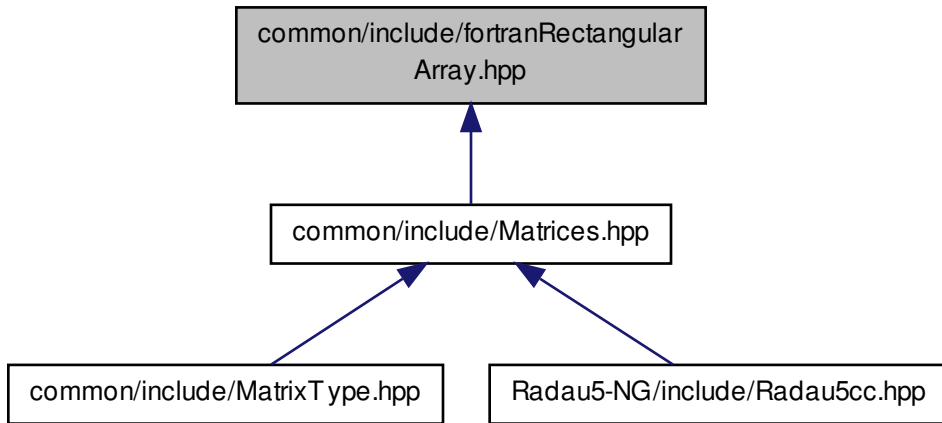 common/include/fortranRectangular
Array.hpp
common/include/Matrices.hpp
common/include/MatrixType.hpp
Radau5-NG/include/Radau5cc.hpp